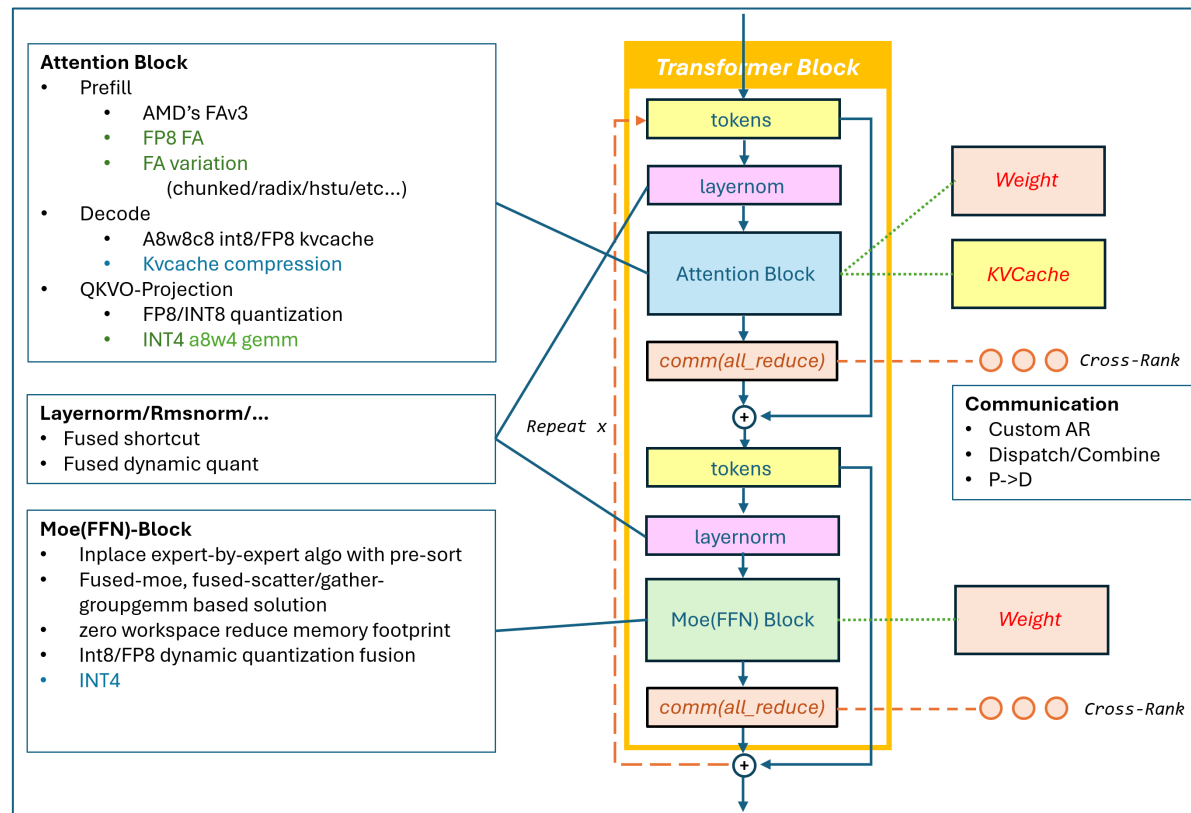 Attention Block
• Prefill
• AMD's FAv3
• FP8 FA
• FA variation
(chunked/radix/hstu/etc...)
• Decode
• A8w8c8 int8/FP8 kvcache
• Kvcache compression
• QKVO-Projection
• FP8/INT8 quantization
• INT4 a8w4 gemm
Layernorm/Rmsnorm/...
• Fused shortcut
• Fused dynamic quant
Moe(FFN)-Block
• Inplace expert-by-expert algo with pre-sort
• Fused-moe, fused-scatter/gather-
groupgemm based solution
• zero workspace reduce memory footprint
• Int8/FP8 dynamic quantization fusion
• INT4
Repeat x
Transformer Block
tokens
layernom
Attention Block
comm(all_reduce)
+
tokens
layernorm
Moe(FFN) Block
comm(all_reduce)
+
Weight
KVCache
Cross-Rank
Communication
• Custom AR
• Dispatch/Combine
• P->D
Weight
Cross-Rank